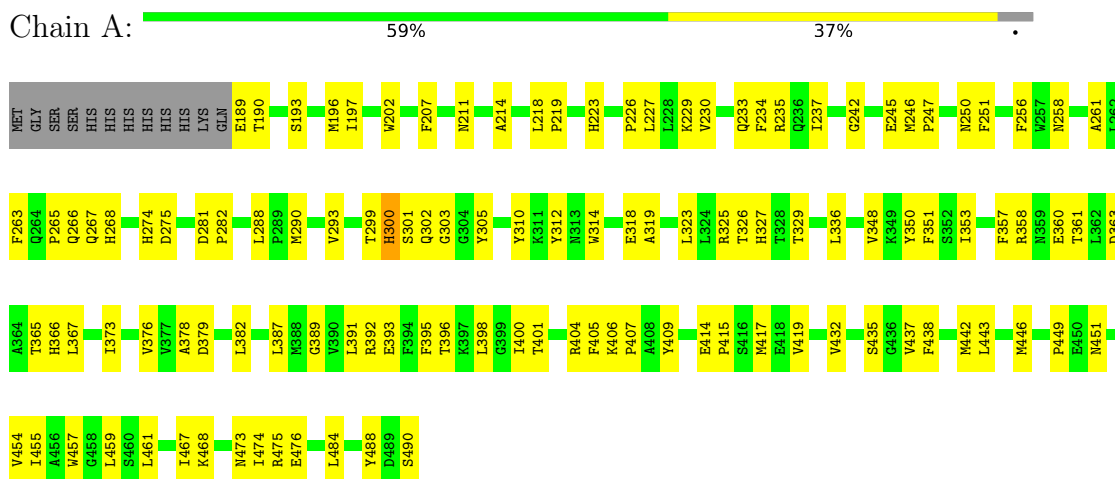 Chain A:
59% 37% •
MET GLY SER SER HIS HIS HIS HIS HIS HIS LYS GLN E189 T190 S193 M196 I197 W202 F207 N211 A214 L218 P219 H223 P226 L227 L228 K229 V230 Q233 F234 R235 Q236 I237 G242 E245 M246 P247 N250 F251 F256 W257 N258 A261 L262
F263 Q264 P265 Q266 Q267 H268 H274 D275 D281 P282 L288 P289 M290 V293 T299 H300 S301 Q302 G303 G304 Y305 Y310 K311 Y312 N313 W314 E318 A319 L323 L324 R325 T326 H327 T328 T329 L336 V348 K349 Y350 F351 S352 I353 F357 R358 N359 E360 T361 L362 D363
A364 T365 H366 L367 I373 V376 V377 A378 D379 L382 L387 M388 G389 V390 L391 R392 E393 F394 F395 T396 K397 L398 G399 I400 T401 R404 F405 K406 P407 A408 Y409 E414 P415 S416 M417 E418 V419 V432 S435 G436 V437 F438 M442 L443 M446 P449 E450 N451
V454 I455 A456 W457 G458 L459 S460 L461 I467 K468 N473 I474 R475 E476 L484 Y488 D489 S490